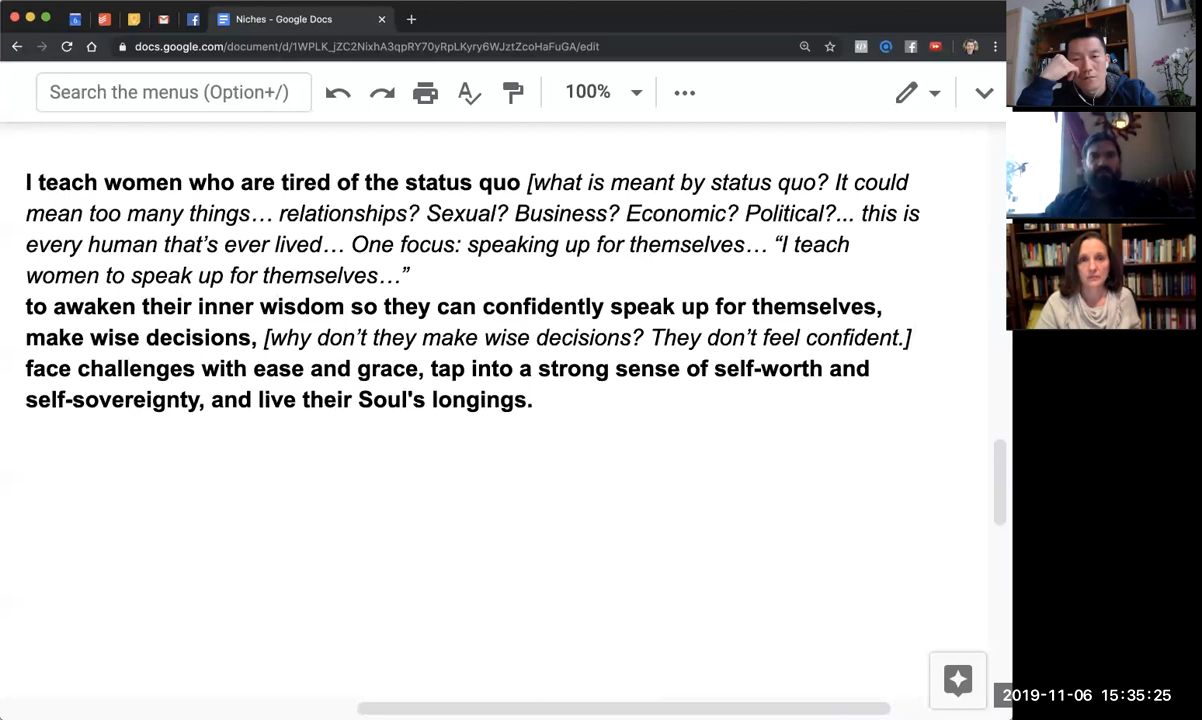 Niches - Google Docs
docs.google.com/document/d/1WPLK_jZC2NixhA3qpRY70yRpLKyry6WJztZcoHaFuGA/edit
Search the menus (Option+/)
100%
I teach women who are tired of the status quo [what is meant by status quo? It could
mean too many things… relationships? Sexual? Business? Economic? Political?... this is
every human that’s ever lived… One focus: speaking up for themselves… “I teach
women to speak up for themselves…”
to awaken their inner wisdom so they can confidently speak up for themselves,
make wise decisions, [why don’t they make wise decisions? They don’t feel confident.]
face challenges with ease and grace, tap into a strong sense of self-worth and
self-sovereignty, and live their Soul's longings.
2019-11-06 15:35:25